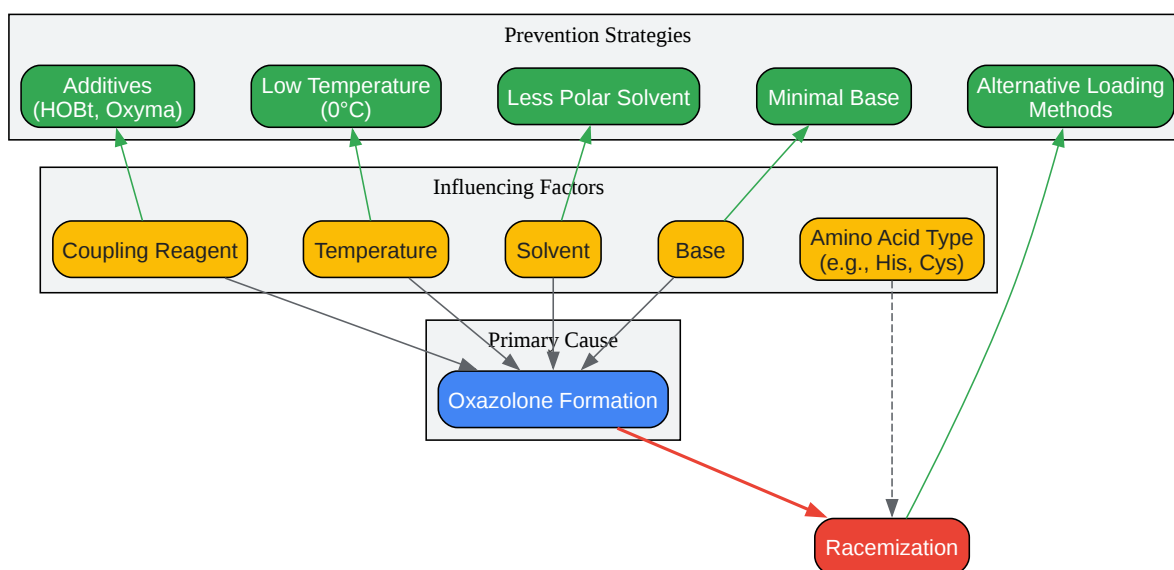 Prevention Strategies
Additives
(HOBt, Oxyma)
Low Temperature
(0°C)
Less Polar Solvent
Minimal Base
Alternative Loading
Methods
Influencing Factors
Coupling Reagent
Temperature
Solvent
Base
Amino Acid Type
(e.g., His, Cys)
Primary Cause
Oxazolone Formation
Racemization